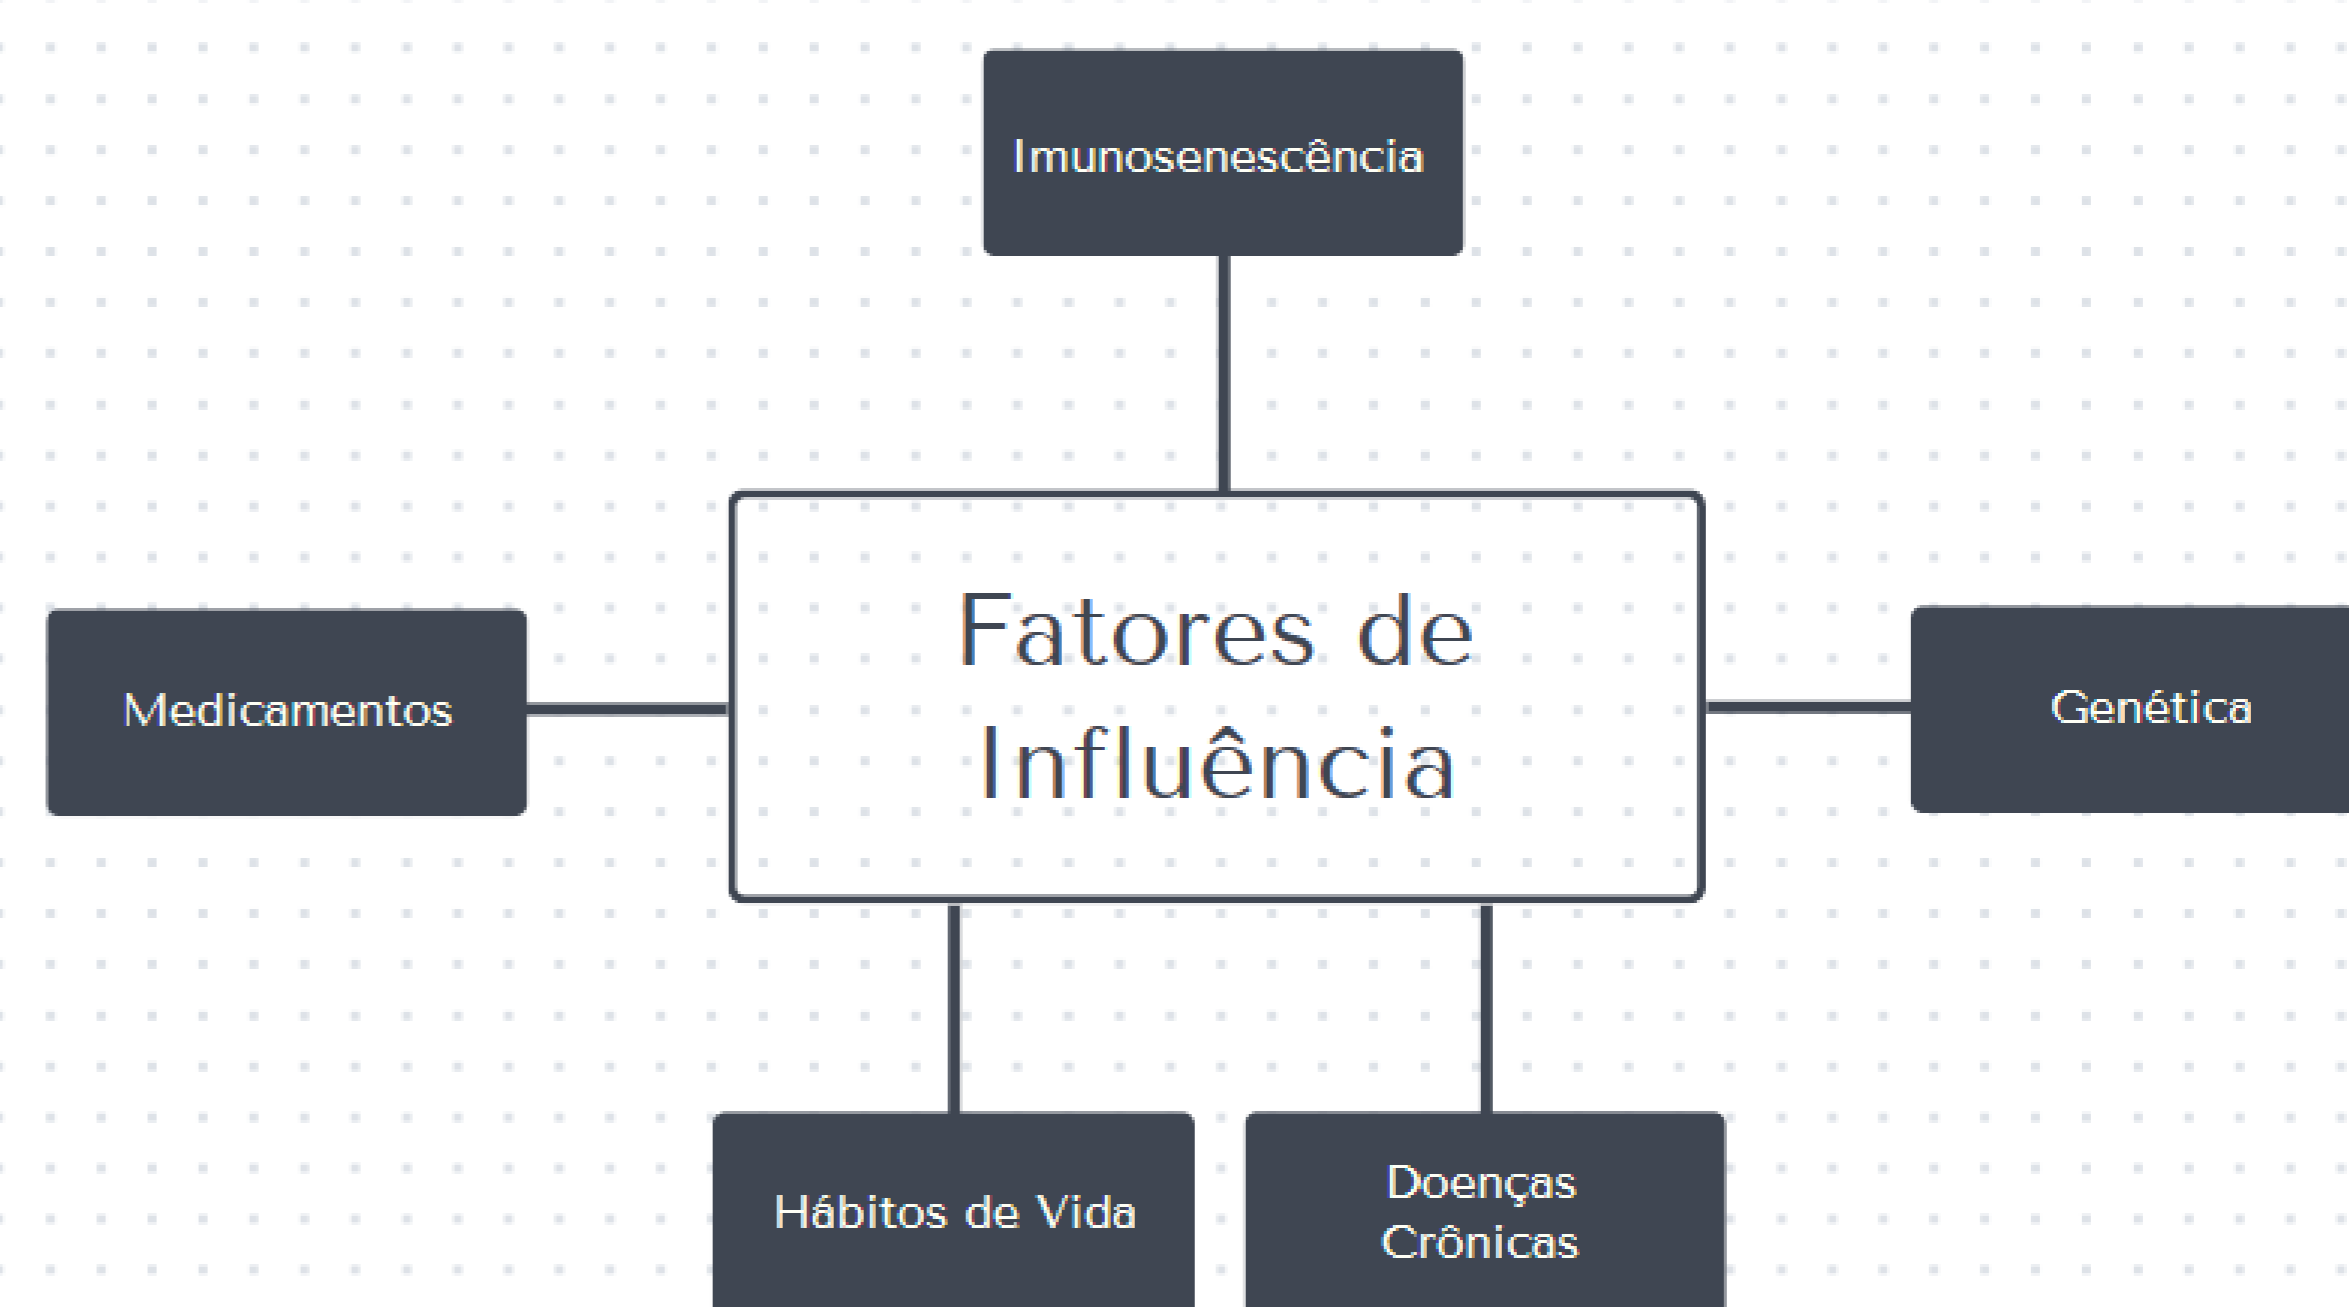 Imunosenescência
Fatores de
Influência
Medicamentos
Genética
Hábitos de Vida
Doenças
Crônicas